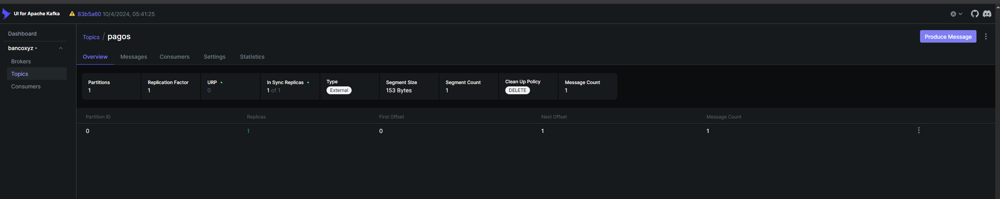 UI for Apache Kafka 83b5a60 10/4/2024, 05:41:25 A
Dashboard
bancoxyz
Brokers
Topics
Consumers
Topics / pagos
Produce Message
Overview Messages Consumers Settings Statistics
Partitions Replication Factor URP In Sync Replicas Type Segment Size Segment Count Clean Up Policy Message Count
1 1 0 1 of 1 External 153 Bytes 1 DELETE 1
Partition ID Replicas First Offset Next Offset Message Count
0 1 0 1 1